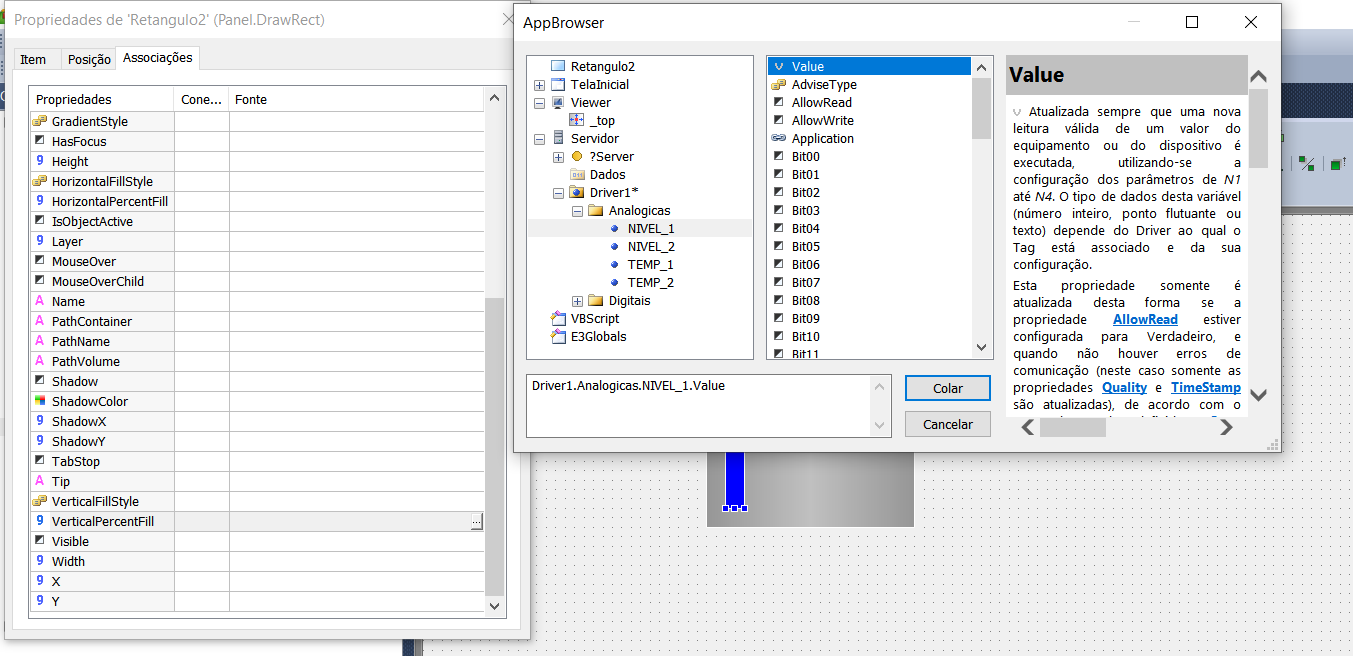 Propriedades de 'Retangulo2' (Panel.DrawRect)
Item
Posição
Associações
Propriedades
Cone...
Fonte
GradientStyle
HasFocus
Height
HorizontalFillStyle
HorizontalPercentFill
IsObjectActive
Layer
MouseOver
MouseOverChild
Name
PathContainer
PathName
PathVolume
Shadow
ShadowColor
ShadowX
ShadowY
TabStop
Tip
VerticalFillStyle
VerticalPercentFill
...
Visible
Width
X
Y
AppBrowser
Retangulo2
TelaInicial
Viewer
_top
Servidor
?Server
Dados
Driver1*
Analogicas
NIVEL_1
NIVEL_2
TEMP_1
TEMP_2
Digitais
VBScript
E3Globals
Value
AdviseType
AllowRead
AllowWrite
Application
Bit00
Bit01
Bit02
Bit03
Bit04
Bit05
Bit06
Bit07
Bit08
Bit09
Bit10
Bit11
Driver1.Analogicas.NIVEL_1.Value
Colar
Cancelar
Value
Atualizada sempre que uma nova
leitura válida de um valor do
equipamento ou do dispositivo é
executada, utilizando-se a
configuração dos parâmetros de N1
até N4. O tipo de dados desta variável
(número inteiro, ponto flutuante ou
texto) depende do Driver ao qual o
Tag está associado e da sua
configuração.
Esta propriedade somente é
atualizada desta forma se a
propriedade AllowRead estiver
configurada para Verdadeiro, e
quando não houver erros de
comunicação (neste caso somente as
propriedades Quality e TimeStamp
são atualizadas), de acordo com o